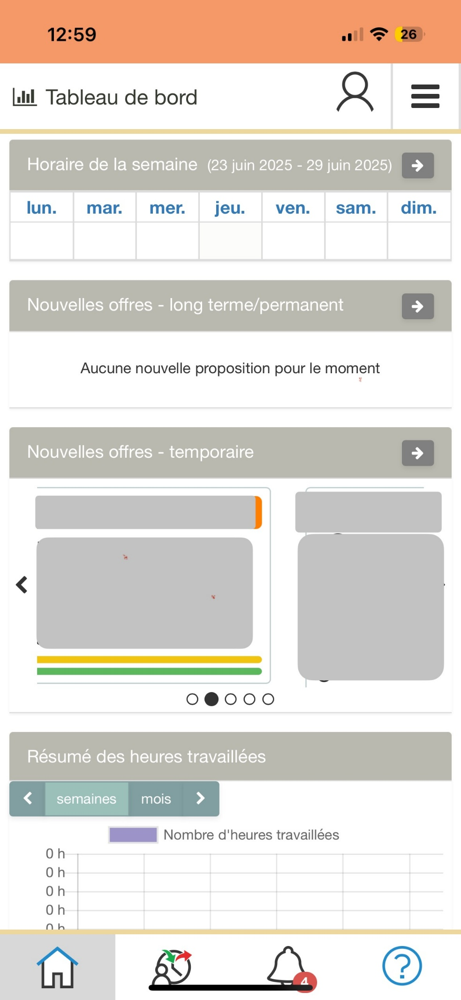 12:59
26
Tableau de bord
Horaire de la semaine (23 juin 2025 - 29 juin 2025)
lun. mar. mer. jeu. ven. sam. dim.
Nouvelles offres - long terme/permanent
Aucune nouvelle proposition pour le moment
Nouvelles offres - temporaire
Résumé des heures travaillées
semaines mois
Nombre d'heures travaillées
0 h
0 h
0 h
0 h
0 h
4
?